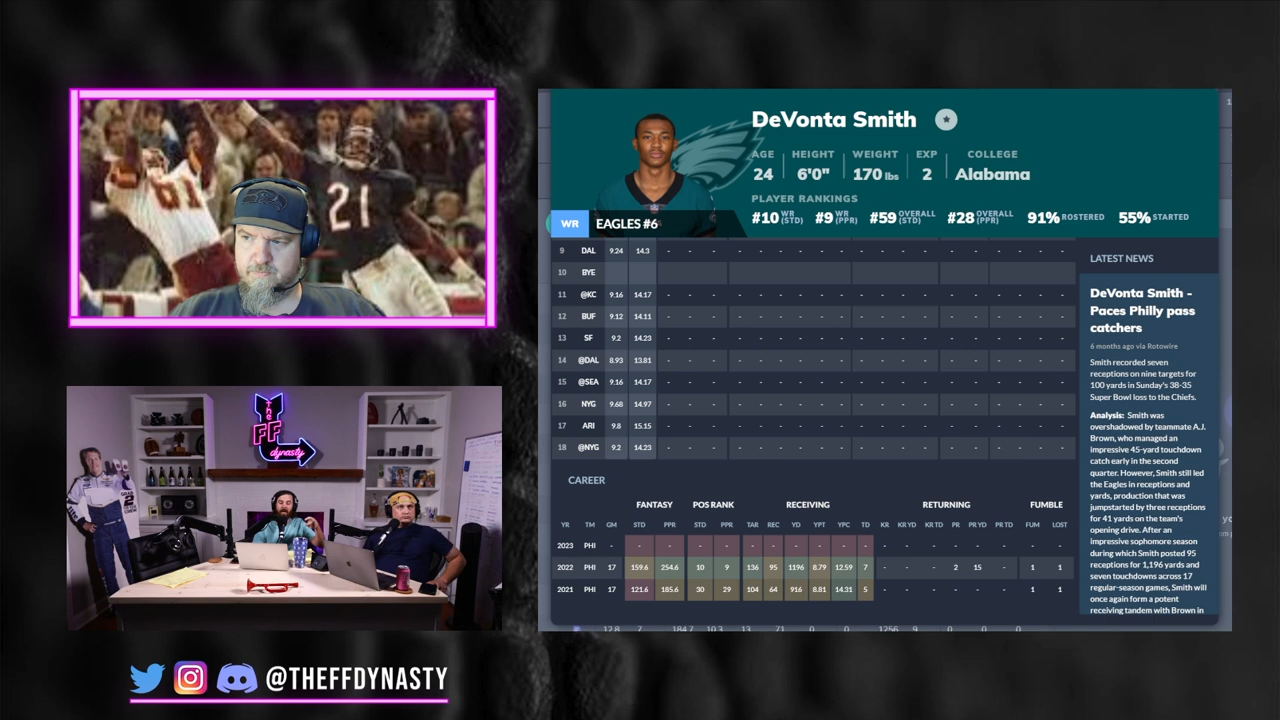 81
21
the
FF
dynasty
@THEFFDYNASTY
DeVonta Smith
AGE HEIGHT WEIGHT EXP COLLEGE
24 6'0" 170 lbs 2 Alabama
PLAYER RANKINGS
#10 WR (STD) #9 WR (PPR) #59 OVERALL (STD) #28 OVERALL (PPR) 91% ROSTERED 55% STARTED
WR EAGLES #6
9 DAL 9.24 14.3 - - - - - - - - - - - - - - - - - -
10 BYE
11 @KC 9.16 14.17 - - - - - - - - - - - - - - - - - -
12 BUF 9.12 14.11 - - - - - - - - - - - - - - - - - -
13 SF 9.2 14.23 - - - - - - - - - - - - - - - - - -
14 @DAL 8.93 13.81 - - - - - - - - - - - - - - - - - -
15 @SEA 9.16 14.17 - - - - - - - - - - - - - - - - - -
16 NYG 9.68 14.97 - - - - - - - - - - - - - - - - - -
17 ARI 9.8 15.15 - - - - - - - - - - - - - - - - - -
18 @NYG 9.2 14.23 - - - - - - - - - - - - - - - - - -
CAREER
FANTASY POS RANK RECEIVING RETURNING FUMBLE
YR TM GM STD PPR STD PPR TAR REC YD YPT YPC TD KR KR YD KR TD PR PR YD PR TD FUM LOST
2023 PHI - - - - - - - - - - - - - - - - - - -
2022 PHI 17 159.6 254.6 10 9 136 95 1196 8.79 12.59 7 - - - 2 15 - 1 1
2021 PHI 17 121.6 185.6 30 29 104 64 916 8.81 14.31 5 - - - - - - 1 1
LATEST NEWS
DeVonta Smith -
Paces Philly pass
catchers
6 months ago via Rotowire
Smith recorded seven
receptions on nine targets for
100 yards in Sunday's 38-35
Super Bowl loss to the Chiefs.
Analysis: Smith was
overshadowed by teammate A.J.
Brown, who managed an
impressive 45-yard touchdown
catch early in the second
quarter. However, Smith still led
the Eagles in receptions and
yards, production that was
jumpstarted by three receptions
for 41 yards on the team's
opening drive. After an
impressive sophomore season
during which Smith posted 95
receptions for 1,196 yards and
seven touchdowns across 17
regular-season games, Smith will
once again form a potent
receiving tandem with Brown in